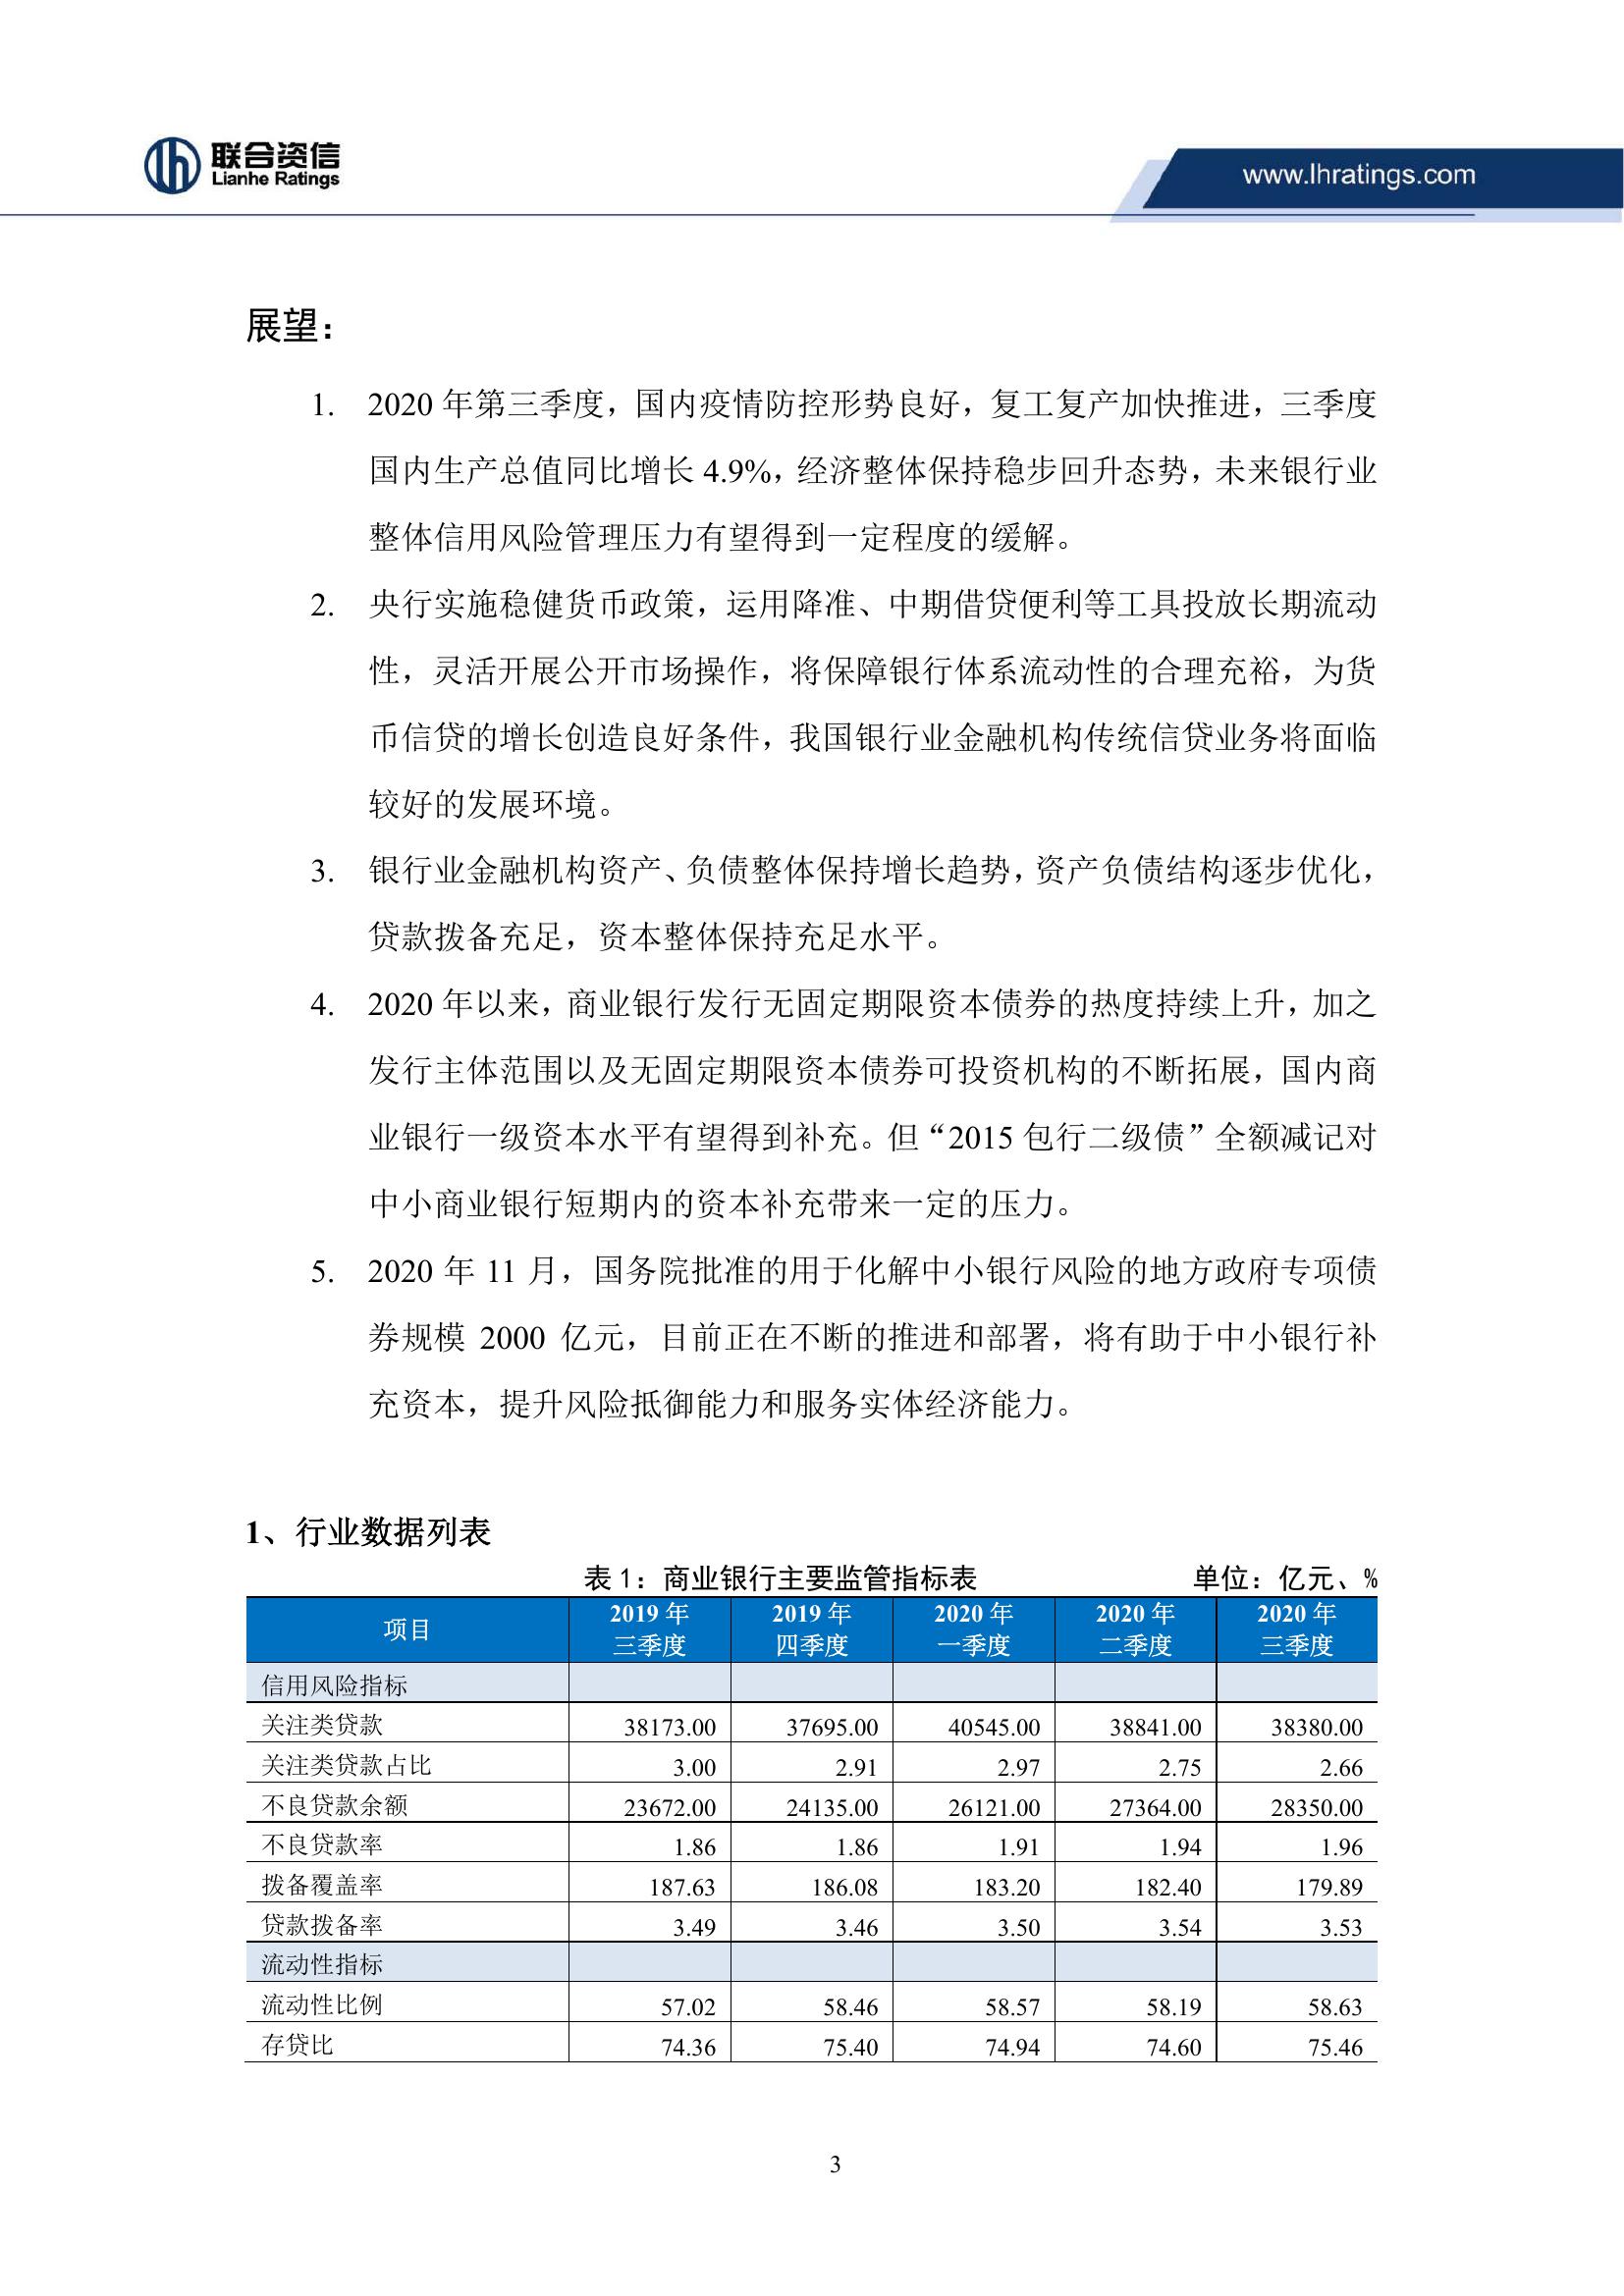 联合资信
Lianhe Ratings
www.lhratings.com
展望：
1. 2020 年第三季度，国内疫情防控形势良好，复工复产加快推进，三季度
国内生产总值同比增长 4.9%，经济整体保持稳步回升态势，未来银行业
整体信用风险管理压力有望得到一定程度的缓解。
2. 央行实施稳健货币政策，运用降准、中期借贷便利等工具投放长期流动
性，灵活开展公开市场操作，将保障银行体系流动性的合理充裕，为货
币信贷的增长创造良好条件，我国银行业金融机构传统信贷业务将面临
较好的发展环境。
3. 银行业金融机构资产、负债整体保持增长趋势，资产负债结构逐步优化，
贷款拨备充足，资本整体保持充足水平。
4. 2020 年以来，商业银行发行无固定期限资本债券的热度持续上升，加之
发行主体范围以及无固定期限资本债券可投资机构的不断拓展，国内商
业银行一级资本水平有望得到补充。但“2015 包行二级债”全额减记对
中小商业银行短期内的资本补充带来一定的压力。
5. 2020 年 11 月，国务院批准的用于化解中小银行风险的地方政府专项债
券规模 2000 亿元，目前正在不断的推进和部署，将有助于中小银行补
充资本，提升风险抵御能力和服务实体经济能力。
1、行业数据列表
表 1：商业银行主要监管指标表 单位：亿元、%
项目 2019 年 2019 年 2020 年 2020 年 2020 年
三季度 四季度 一季度 二季度 三季度
信用风险指标
关注类贷款 38173.00 37695.00 40545.00 38841.00 38380.00
关注类贷款占比 3.00 2.91 2.97 2.75 2.66
不良贷款余额 23672.00 24135.00 26121.00 27364.00 28350.00
不良贷款率 1.86 1.86 1.91 1.94 1.96
拨备覆盖率 187.63 186.08 183.20 182.40 179.89
贷款拨备率 3.49 3.46 3.50 3.54 3.53
流动性指标
流动性比例 57.02 58.46 58.57 58.19 58.63
存贷比 74.36 75.40 74.94 74.60 75.46
3